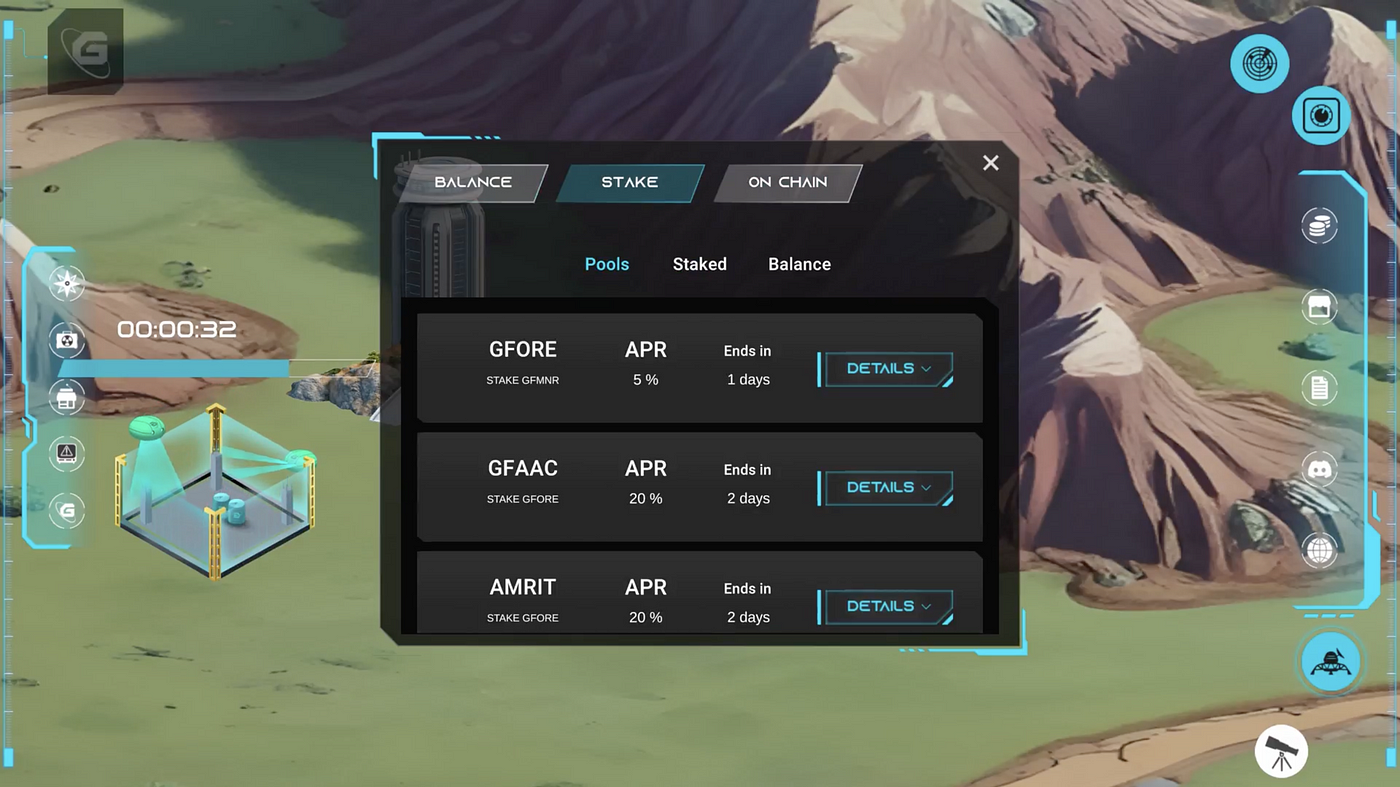 G
BALANCE
STAKE
ON CHAIN
Pools
Staked
Balance
00:00:32
GFORE
APR
Ends in
DETAILS
STAKE GFMNR
5 %
1 days
GFAAC
APR
Ends in
DETAILS
STAKE GFORE
20 %
2 days
AMRIT
APR
Ends in
DETAILS
STAKE GFORE
20 %
2 days
G